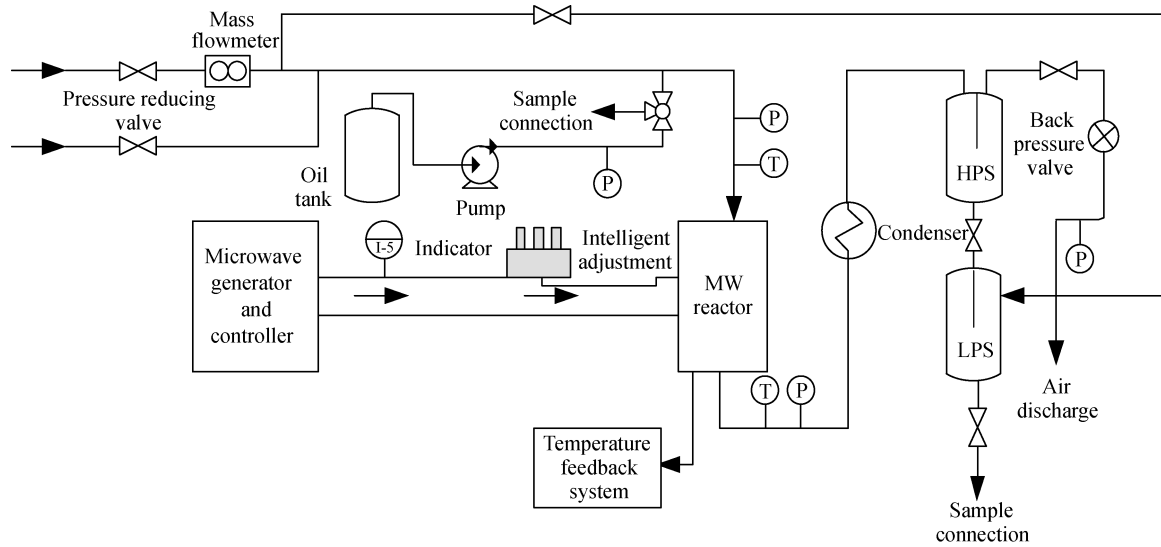 Mass
flowmeter
Pressure reducing
valve
Sample
connection
P
T
P
Oil
tank
Pump
HPS
Back
pressure
valve
Condenser
P
I-5
Indicator
Intelligent
adjustment
Microwave
generator
and
controller
MW
reactor
LPS
T
P
Air
discharge
Temperature
feedback
system
Sample
connection